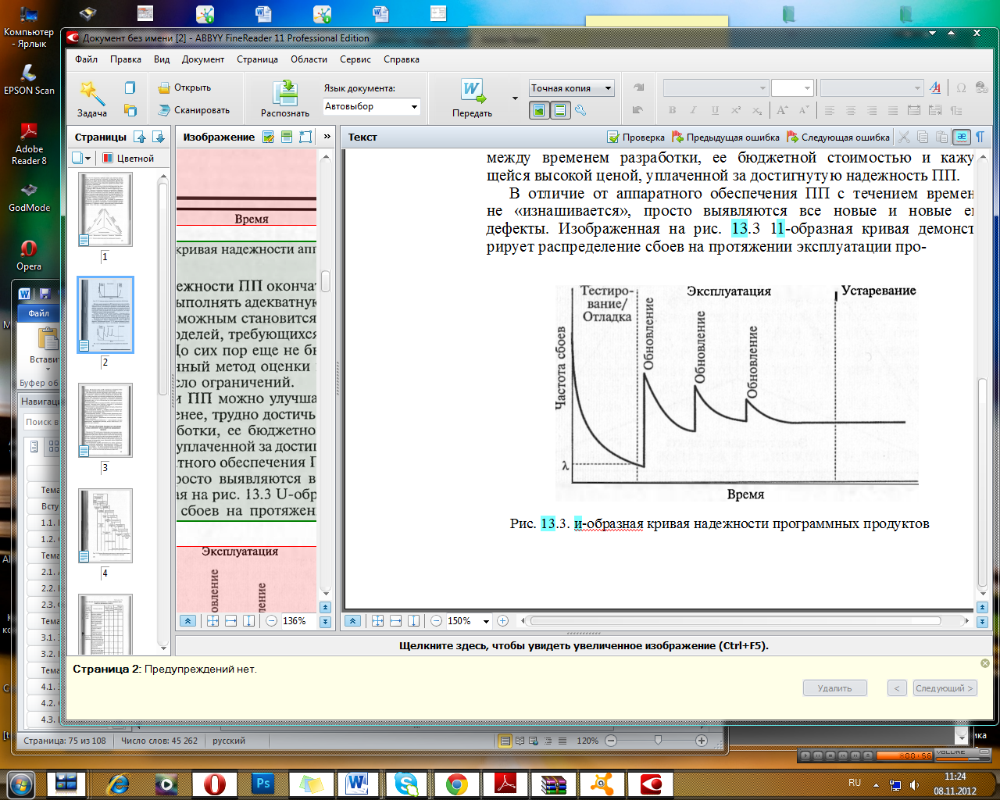 Компьютер
- Ярлык
EPSON Scan
Adobe
Reader 8
GodMode
Opera
Документ без имени [2] - ABBYY FineReader 11 Professional Edition
Файл Правка Вид Документ Страница Области Сервис Справка
Задача
Открыть
Сканировать
Распознать
Язык документа:
Автовыбор
Передать
Точная копия
Страницы
Цветной
1
2
3
4
Изображение
Время
кривая надежности апп
ежности ПП окончат
выполнять адекватную
зможным становится
оделей, требующихся
До сих пор еще не бы
нный метод оценки
сло ограничений.
и ПП можно улучша
енее, трудно достичь
ботки, ее бюджетно
уплаченной за дости
тного обеспечения П
росто выявляются в
ая на рис. 13.3 U-обр
сбоев на протяжен
Эксплуатация
новление
ление
136%
Текст
Проверка Предыдущая ошибка Следующая ошибка
между временем разработки, ее бюджетной стоимостью и кажу
щейся высокой ценой, уплаченной за достигнутую надежность ПП.
В отличие от аппаратного обеспечения ПП с течением времен
не «изнашивается», просто выявляются все новые и новые е
дефекты. Изображенная на рис. 13.3 11-образная кривая демонст
рирует распределение сбоев на протяжении эксплуатации про-
Тестиро-
вание/
Отладка
Эксплуатация
Устаревание
Частота сбоев
Обновление
Обновление
Обновление
λ
Время
Рис. 13.3. и-образная кривая надежности программных продуктов
150%
Щелкните здесь, чтобы увидеть увеличенное изображение (Ctrl+F5).
Страница 2: Предупреждений нет.
Удалить < Следующий >
Файл
Вставит
Буфер об
Навигаци
Поиск в
Тема
Всту
1.1.
1.2.
Тема
2.1.
2.2.
2.3.
Тема
3.1.
3.2.
Тема
4.1.
4.2.
4.3.
Страница: 75 из 108 Число слов: 45 262 русский 120%
VOLUME
RU
11:24
08.11.2012